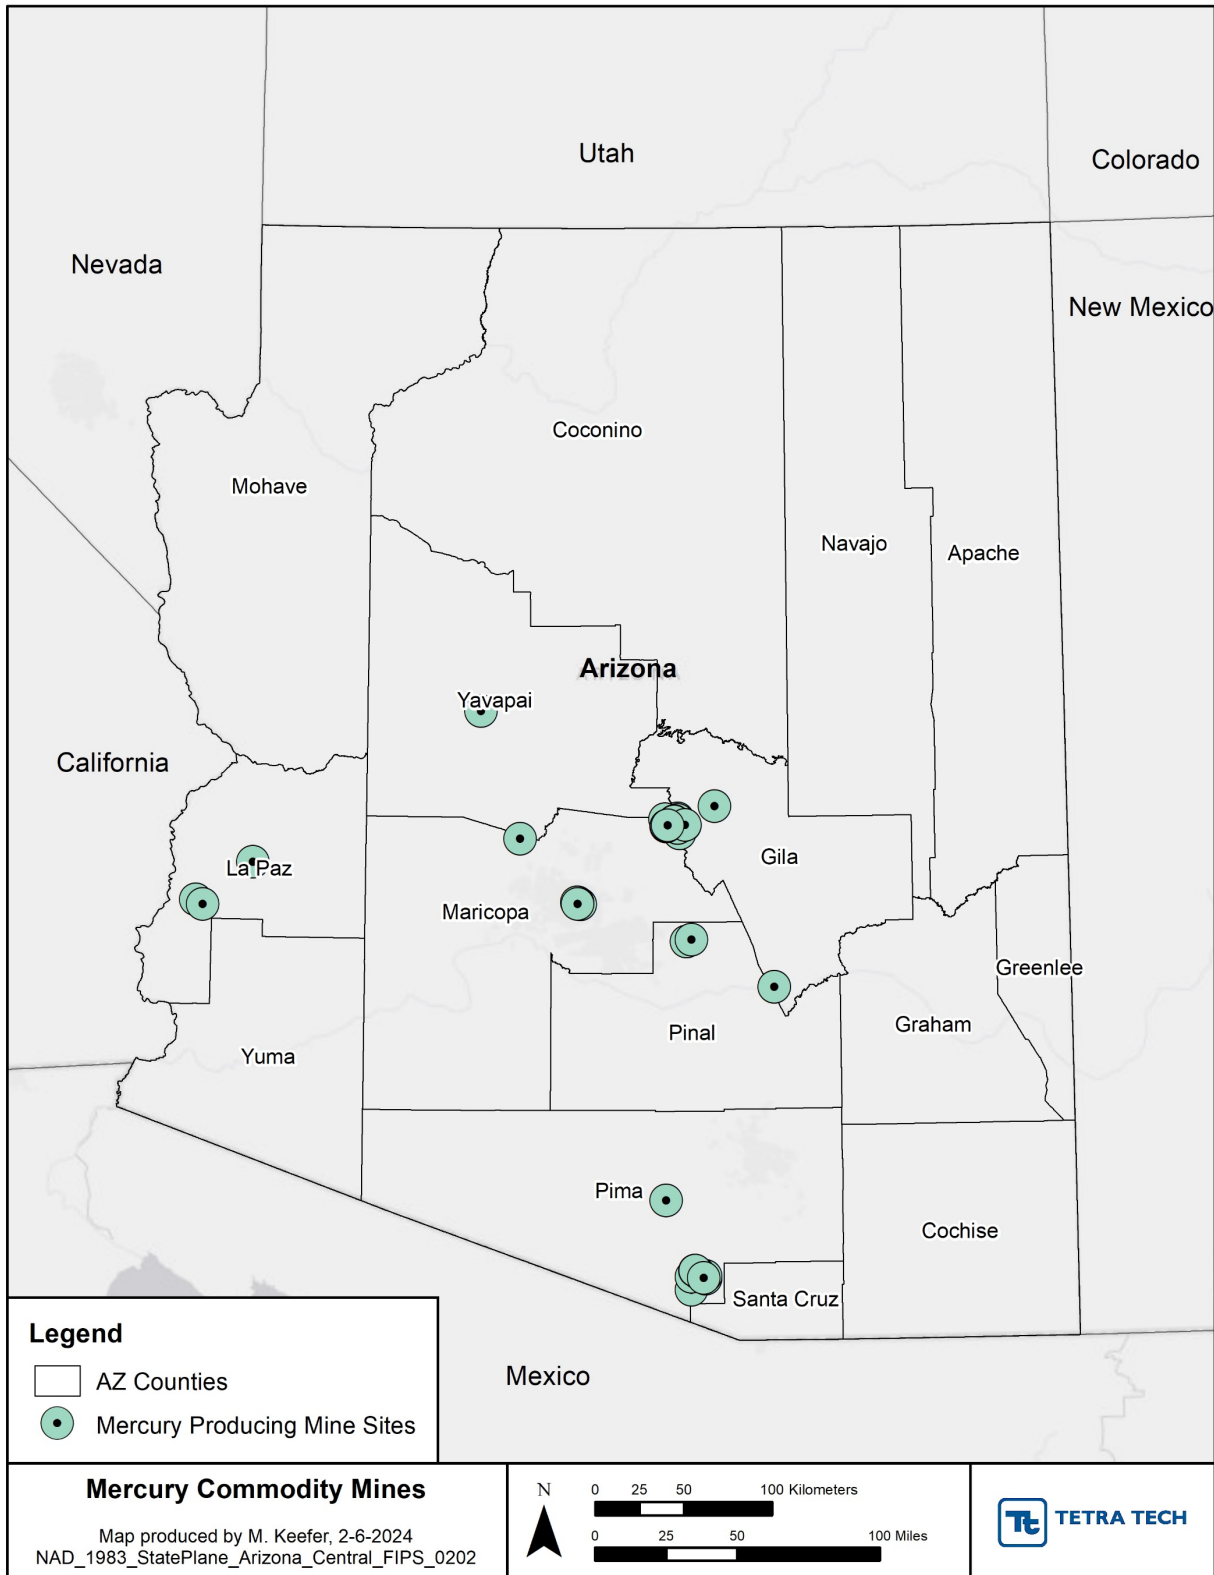 Utah
Colorado
Nevada
New Mexico
Coconino
Mohave
Navajo
Apache
Arizona
Yavapai
California
Gila
La Paz
Maricopa
Greenlee
Graham
Pinal
Yuma
Pima
Cochise
Santa Cruz
Mexico
Legend
AZ Counties
Mercury Producing Mine Sites
Mercury Commodity Mines
Map produced by M. Keefer, 2-6-2024
NAD_1983_StatePlane_Arizona_Central_FIPS_0202
N
0 25 50 100 Kilometers
0 25 50 100 Miles
Tt TETRA TECH